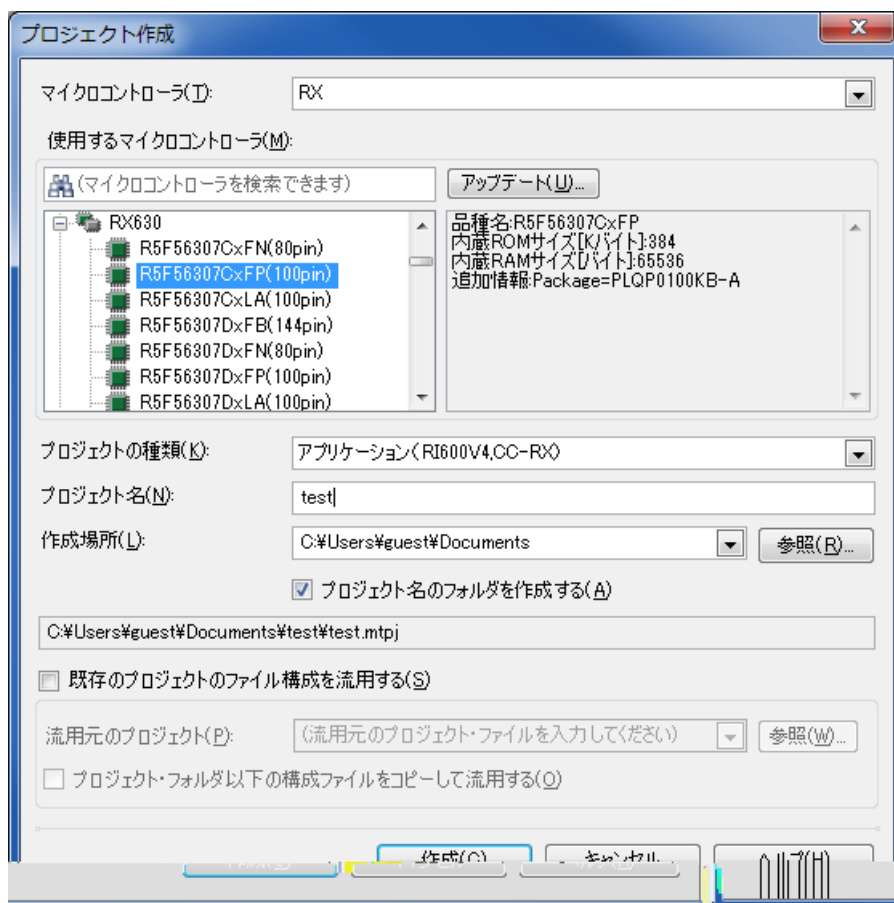 プロジェクト作成
マイクロコントローラ(T): RX
使用するマイクロコントローラ(M):
(マイクロコントローラを検索できます) アップデート(U)...
RX630
R5F56307CxFN(80pin)
R5F56307CxFP(100pin)
R5F56307CxLA(100pin)
R5F56307DxFB(144pin)
R5F56307DxFN(80pin)
R5F56307DxFP(100pin)
R5F56307DxLA(100pin)
品種名:R5F56307CxFP
内蔵ROMサイズ[Kバイト]:384
内蔵RAMサイズ[バイト]:65536
追加情報:Package=PLQP0100KB-A
プロジェクトの種類(K): アプリケーション(RI600V4,CC-RX)
プロジェクト名(N): test
作成場所(L): C:¥Users¥guest¥Documents 参照(R)...
プロジェクト名のフォルダを作成する(A)
C:¥Users¥guest¥Documents¥test¥test.mtpj
既存のプロジェクトのファイル構成を流用する(S)
流用元のプロジェクト(P): (流用元のプロジェクト・ファイルを入力してください) 参照(W)...
プロジェクト・フォルダ以下の構成ファイルをコピーして流用する(O)
作成(C) キャンセル ヘルプ(H)